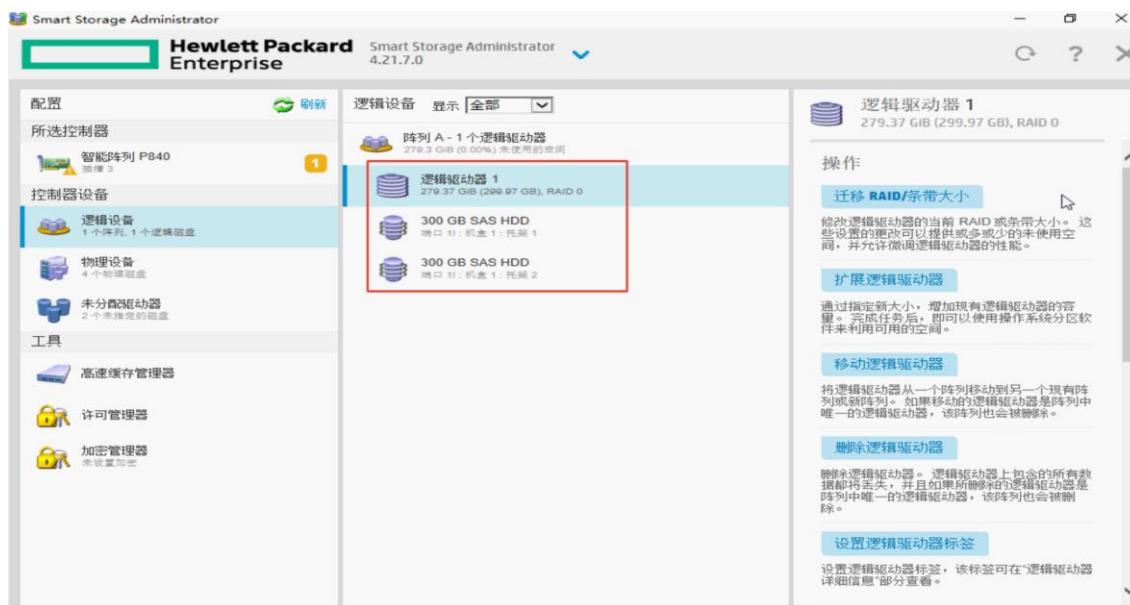 Smart Storage Administrator
Hewlett Packard
Enterprise
Smart Storage Administrator
4.21.7.0
配置
刷新
所选控制器
智能阵列 P840
插槽 3
1
控制器设备
逻辑设备
1 个阵列, 1 个逻辑磁盘
物理设备
4 个物理磁盘
未分配驱动器
2 个未指定的磁盘
工具
高速缓存管理器
许可管理器
加密管理器
未设置加密
逻辑设备 显示 全部
阵列 A - 1 个逻辑驱动器
279.3 GiB (0.00%) 未使用的空间
逻辑驱动器 1
279.37 GiB (299.97 GB), RAID 0
300 GB SAS HDD
端口 1I : 机盒 1 : 托架 1
300 GB SAS HDD
端口 1I : 机盒 1 : 托架 2
逻辑驱动器 1
279.37 GiB (299.97 GB), RAID 0
操作
迁移 RAID/条带大小
修改逻辑驱动器的当前 RAID 或条带大小。 这
些设置的更改可以提供或多或少的未使用空
间，并允许微调逻辑驱动器的性能。
扩展逻辑驱动器
通过指定新大小，增加现有逻辑驱动器的容
量。 完成任务后，即可以使用操作系统分区软
件来利用可用的空间。
移动逻辑驱动器
将逻辑驱动器从一个阵列移动到另一个现有阵
列或新阵列。 如果移动的逻辑驱动器是阵列中
唯一的逻辑驱动器，该阵列也会被删除。
删除逻辑驱动器
删除逻辑驱动器。 逻辑驱动器上包含的所有数
据都将丢失，并且如果所删除的逻辑驱动器是
阵列中唯一的逻辑驱动器，该阵列也会被删
除。
设置逻辑驱动器标签
设置逻辑驱动器标签，该标签可在“逻辑驱动器
详细信息”部分查看。